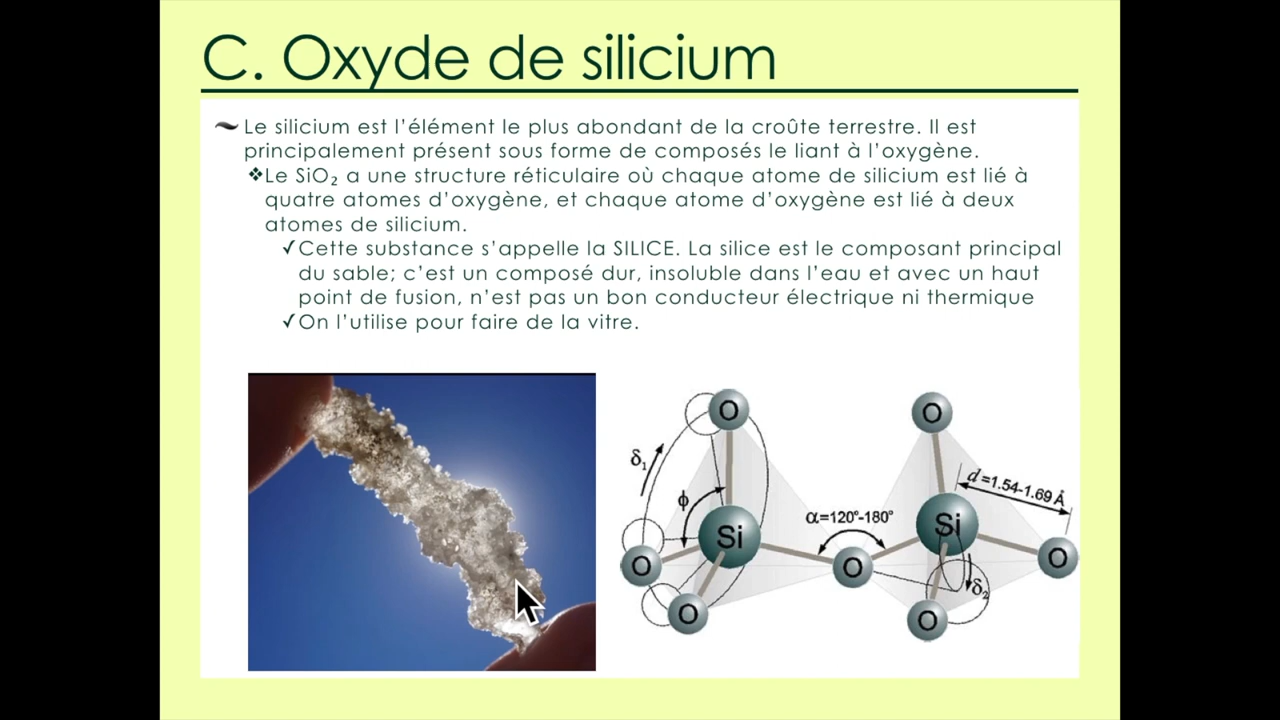 C. Oxyde de silicium
Le silicium est l’élément le plus abondant de la croûte terrestre. Il est
principalement présent sous forme de composés le liant à l’oxygène.
❖Le SiO₂ a une structure réticulaire où chaque atome de silicium est lié à
quatre atomes d’oxygène, et chaque atome d’oxygène est lié à deux
atomes de silicium.
✓Cette substance s’appelle la SILICE. La silice est le composant principal
du sable; c’est un composé dur, insoluble dans l’eau et avec un haut
point de fusion, n’est pas un bon conducteur électrique ni thermique
✓On l’utilise pour faire de la vitre.
O
O
δ₁
d=1.54-1.69 Å
ϕ
α=120°-180°
Si
Si
O
O
O
δ₂
O
O